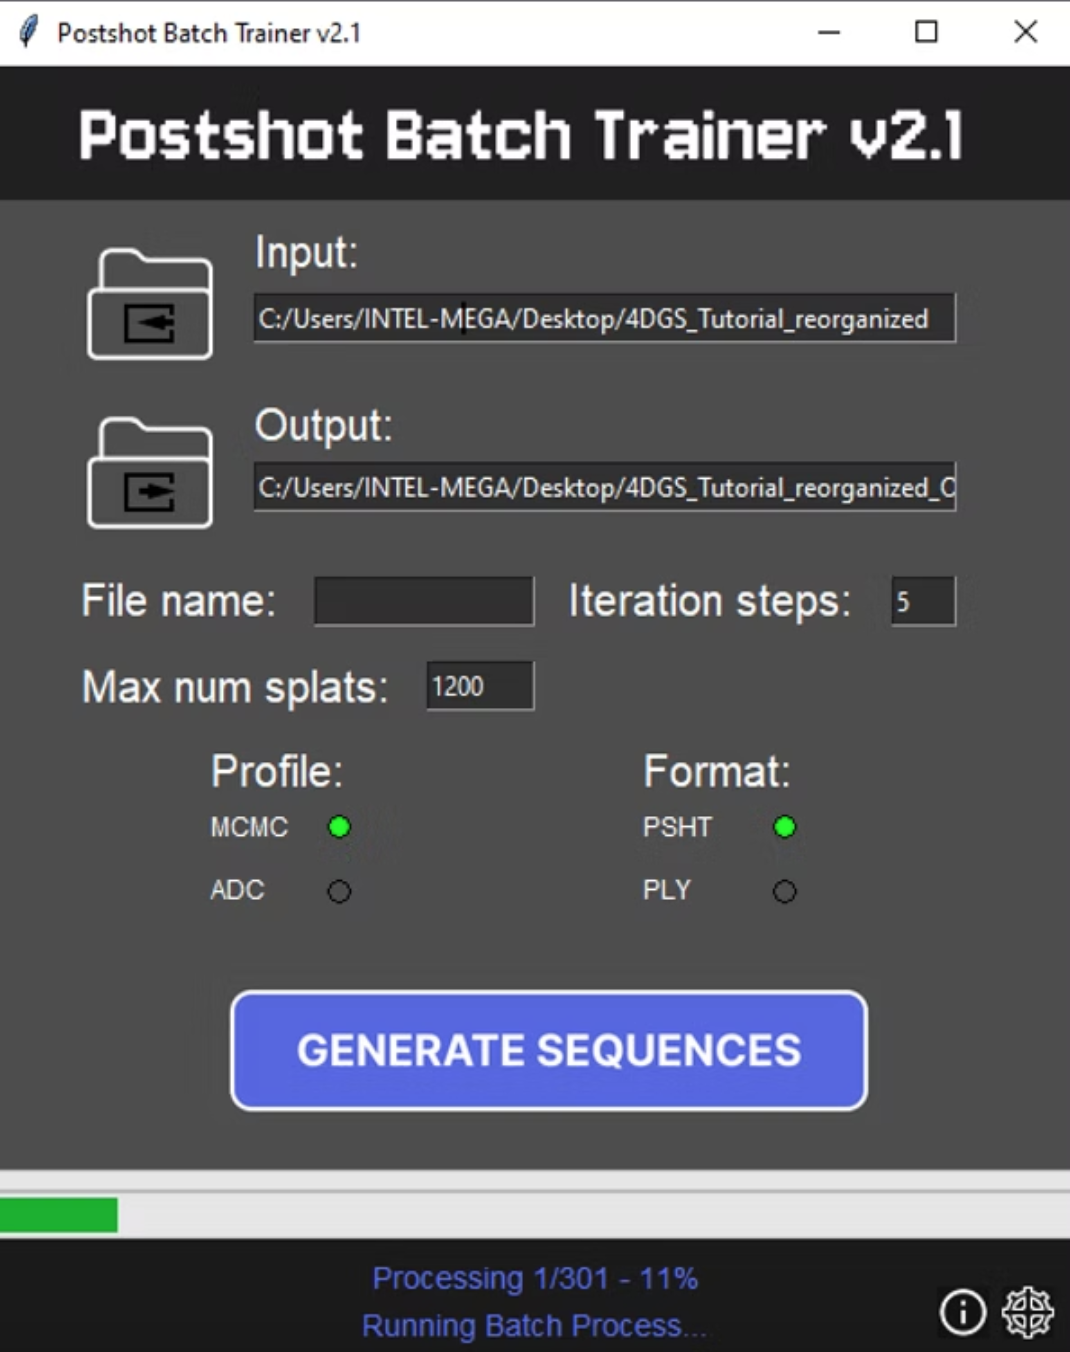 Postshot Batch Trainer v2.1
Postshot Batch Trainer v2.1
Input:
C:/Users/INTEL-MEGA/Desktop/4DGS_Tutorial_reorganized
Output:
C:/Users/INTEL-MEGA/Desktop/4DGS_Tutorial_reorganized_O
File name: Iteration steps: 5
Max num splats: 1200
Profile: Format:
MCMC PSHT
ADC PLY
GENERATE SEQUENCES
Processing 1/301 - 11%
Running Batch Process...